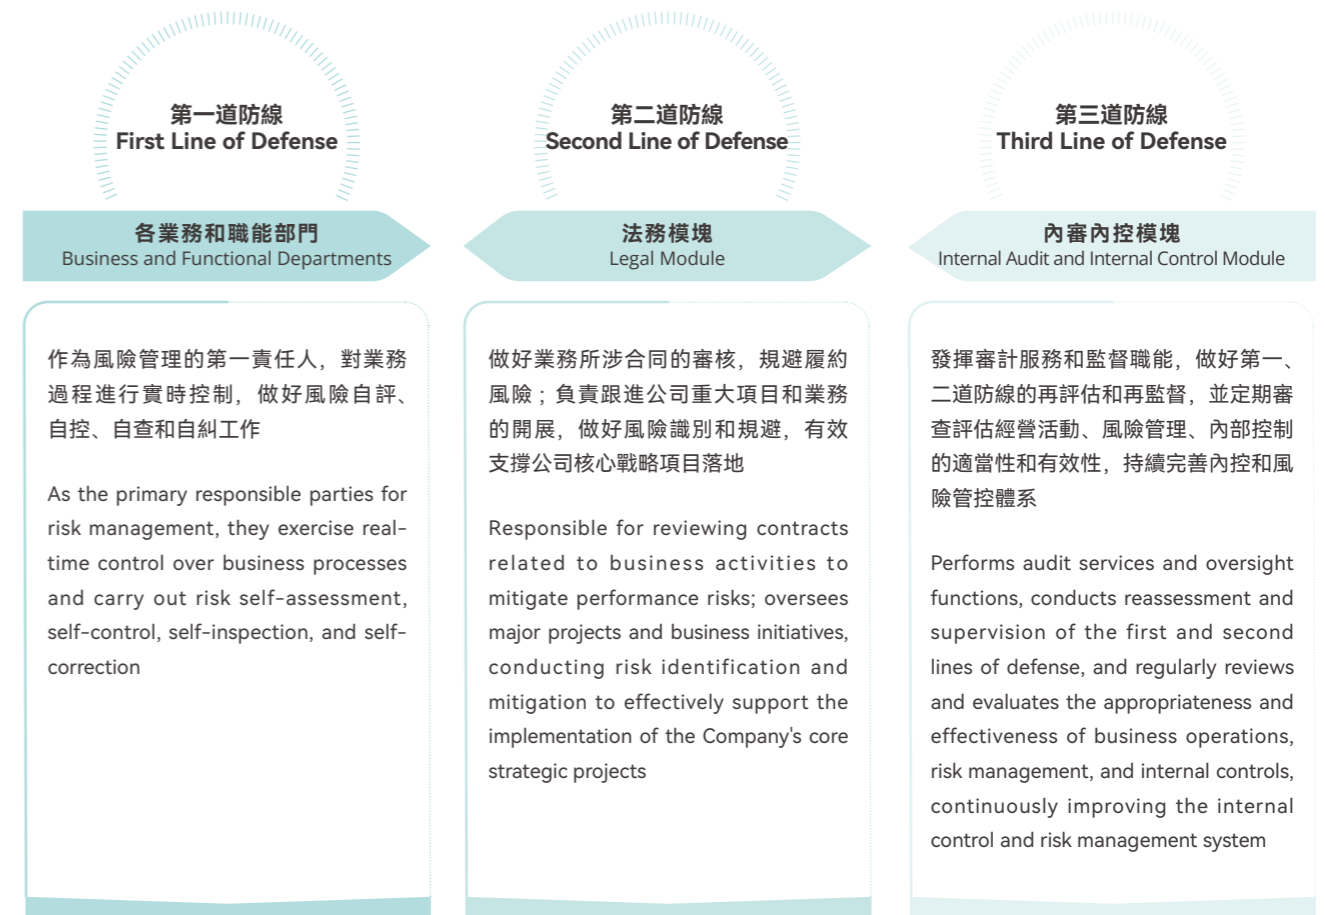 第一道防線
First Line of Defense
各業務和職能部門
Business and Functional Departments
作為風險管理的第一責任人，對業務
過程進行實時控制，做好風險自評、
自控、自查和自糾工作
As the primary responsible parties for
risk management, they exercise real-
time control over business processes
and carry out risk self-assessment,
self-control, self-inspection, and self-
correction
第二道防線
Second Line of Defense
法務模塊
Legal Module
做好業務所涉合同的審核，規避履約
風險；負責跟進公司重大項目和業務
的開展，做好風險識別和規避，有效
支撐公司核心戰略項目落地
Responsible for reviewing contracts
related to business activities to
mitigate performance risks; oversees
major projects and business initiatives,
conducting risk identification and
mitigation to effectively support the
implementation of the Company's core
strategic projects
第三道防線
Third Line of Defense
內審內控模塊
Internal Audit and Internal Control Module
發揮審計服務和監督職能，做好第一、
二道防線的再評估和再監督，並定期審
查評估經營活動、風險管理、內部控制
的適當性和有效性，持續完善內控和風
險管控體系
Performs audit services and oversight
functions, conducts reassessment and
supervision of the first and second
lines of defense, and regularly reviews
and evaluates the appropriateness and
effectiveness of business operations,
risk management, and internal controls,
continuously improving the internal
control and risk management system